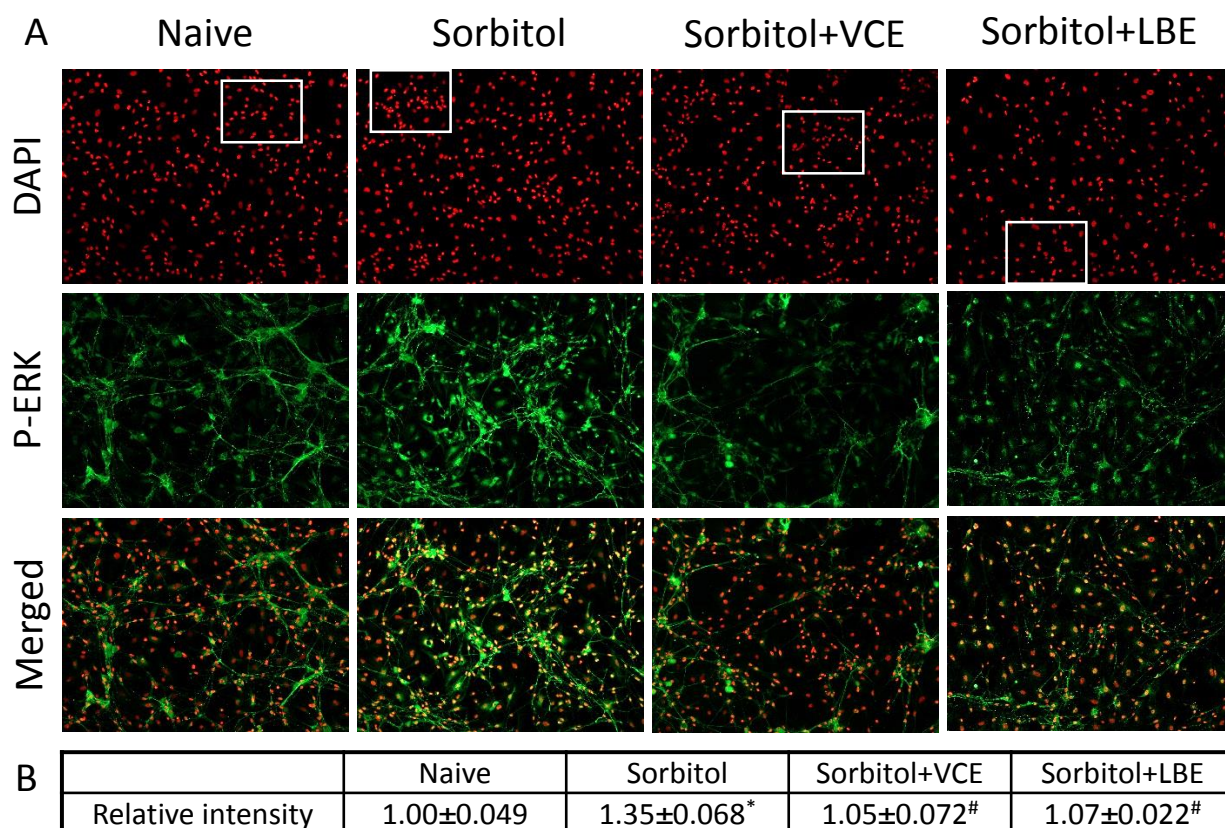 A Naive Sorbitol Sorbitol+VCE Sorbitol+LBE
DAPI
P-ERK
Merged
B Naive Sorbitol Sorbitol+VCE Sorbitol+LBE
Relative intensity 1.00±0.049 1.35±0.068* 1.05±0.072# 1.07±0.022#